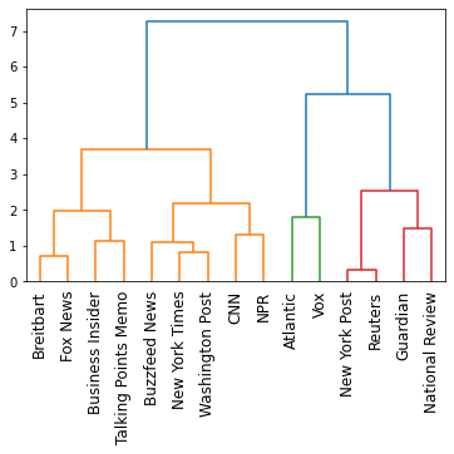 7
6
5
4
3
2
1
0
Breitbart
Fox News
Business Insider
Talking Points Memo
Buzzfeed News
New York Times
Washington Post
CNN
NPR
Atlantic
Vox
New York Post
Reuters
Guardian
National Review